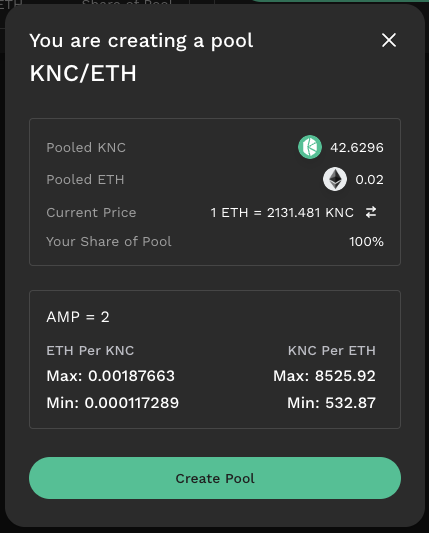 ETH
Share of Pool
You are creating a pool
KNC/ETH
Pooled KNC 42.6296
Pooled ETH 0.02
Current Price 1 ETH = 2131.481 KNC
Your Share of Pool 100%
AMP = 2
ETH Per KNC KNC Per ETH
Max: 0.00187663 Max: 8525.92
Min: 0.000117289 Min: 532.87
Create Pool